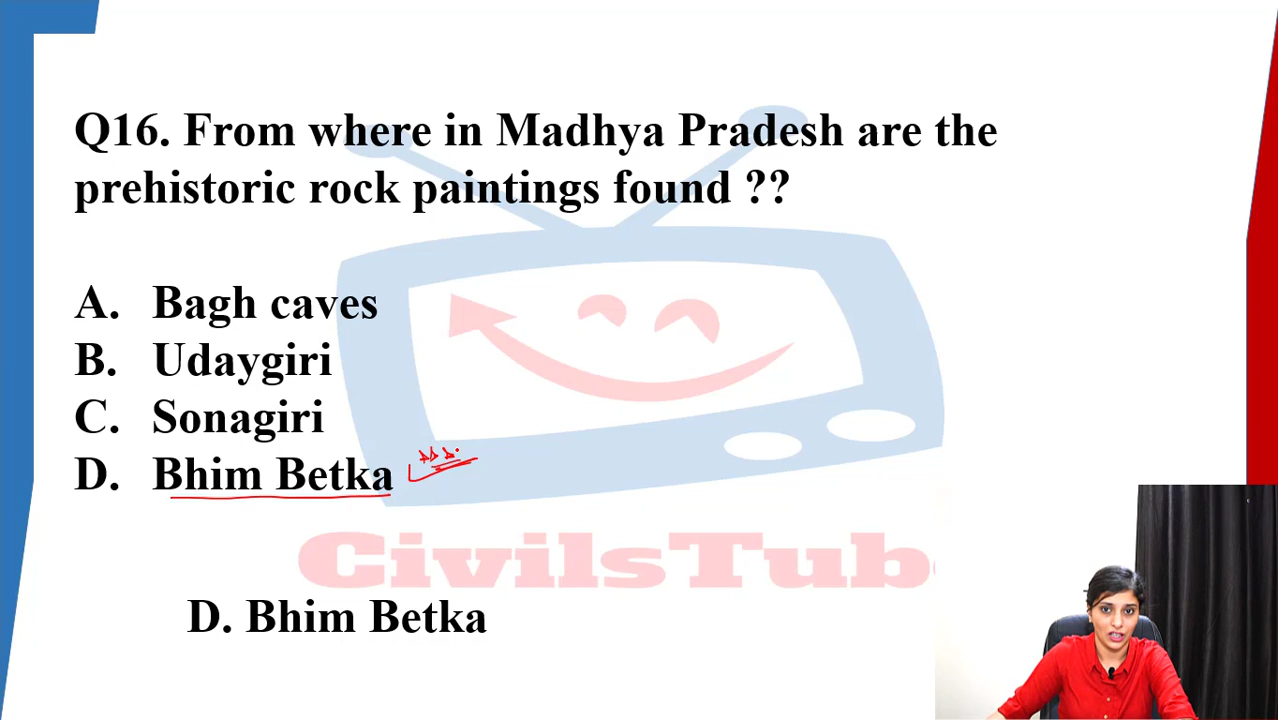 Q16. From where in Madhya Pradesh are the
prehistoric rock paintings found ??
A. Bagh caves
B. Udaygiri
C. Sonagiri
D. Bhim Betka
CivilsTub
D. Bhim Betka